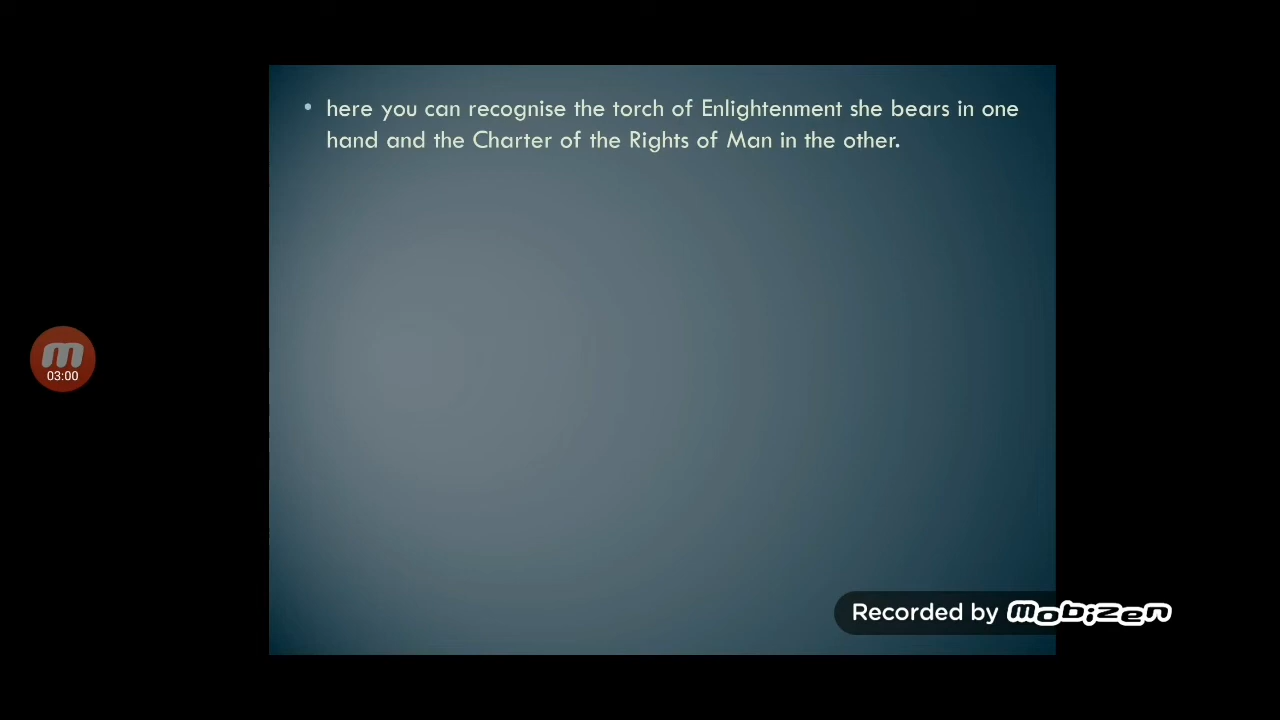 • here you can recognise the torch of Enlightenment she bears in one
hand and the Charter of the Rights of Man in the other.
m
03:00
Recorded by mobizen